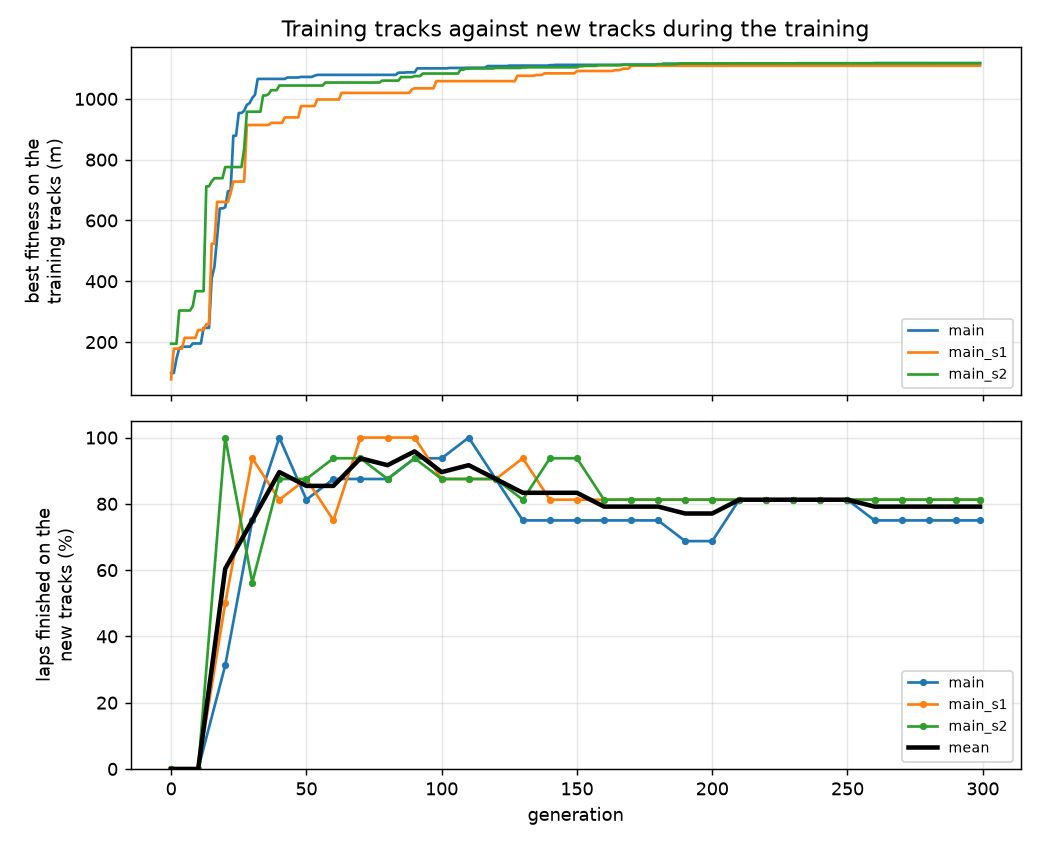 Training tracks against new tracks during the training
best fitness on the
training tracks (m)
1000
800
600
400
200
main
main_s1
main_s2
laps finished on the
new tracks (%)
100
80
60
40
20
0
main
main_s1
main_s2
mean
0 50 100 150 200 250 300
generation